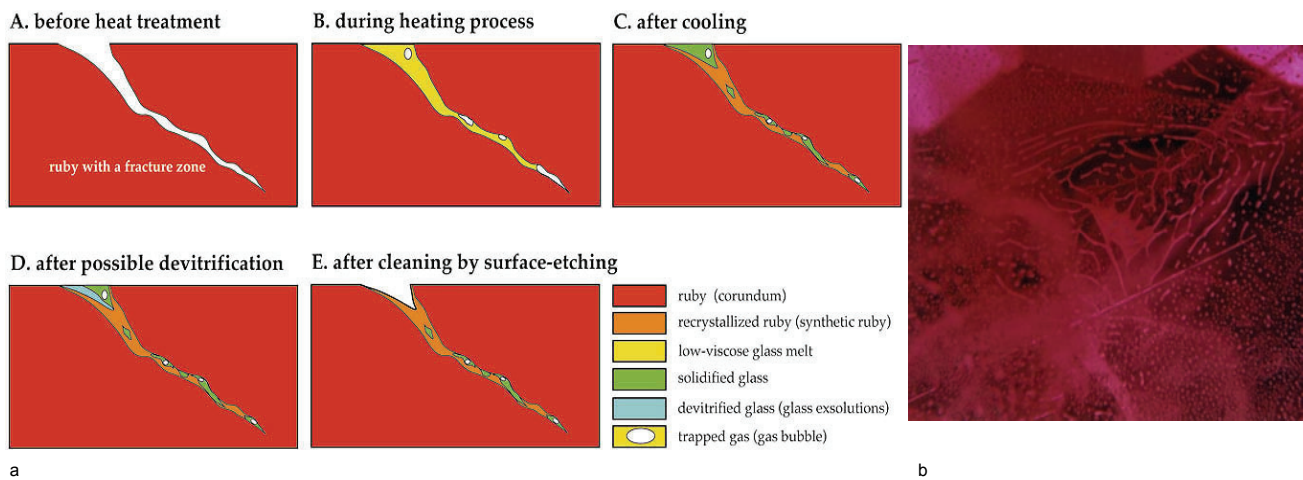 A. before heat treatment
B. during heating process
C. after cooling
ruby with a fracture zone
D. after possible devitrification
E. after cleaning by surface-etching
ruby (corundum)
recrystallized ruby (synthetic ruby)
low-viscose glass melt
solidified glass
devitrified glass (glass exsolutions)
trapped gas (gas bubble)
a
b